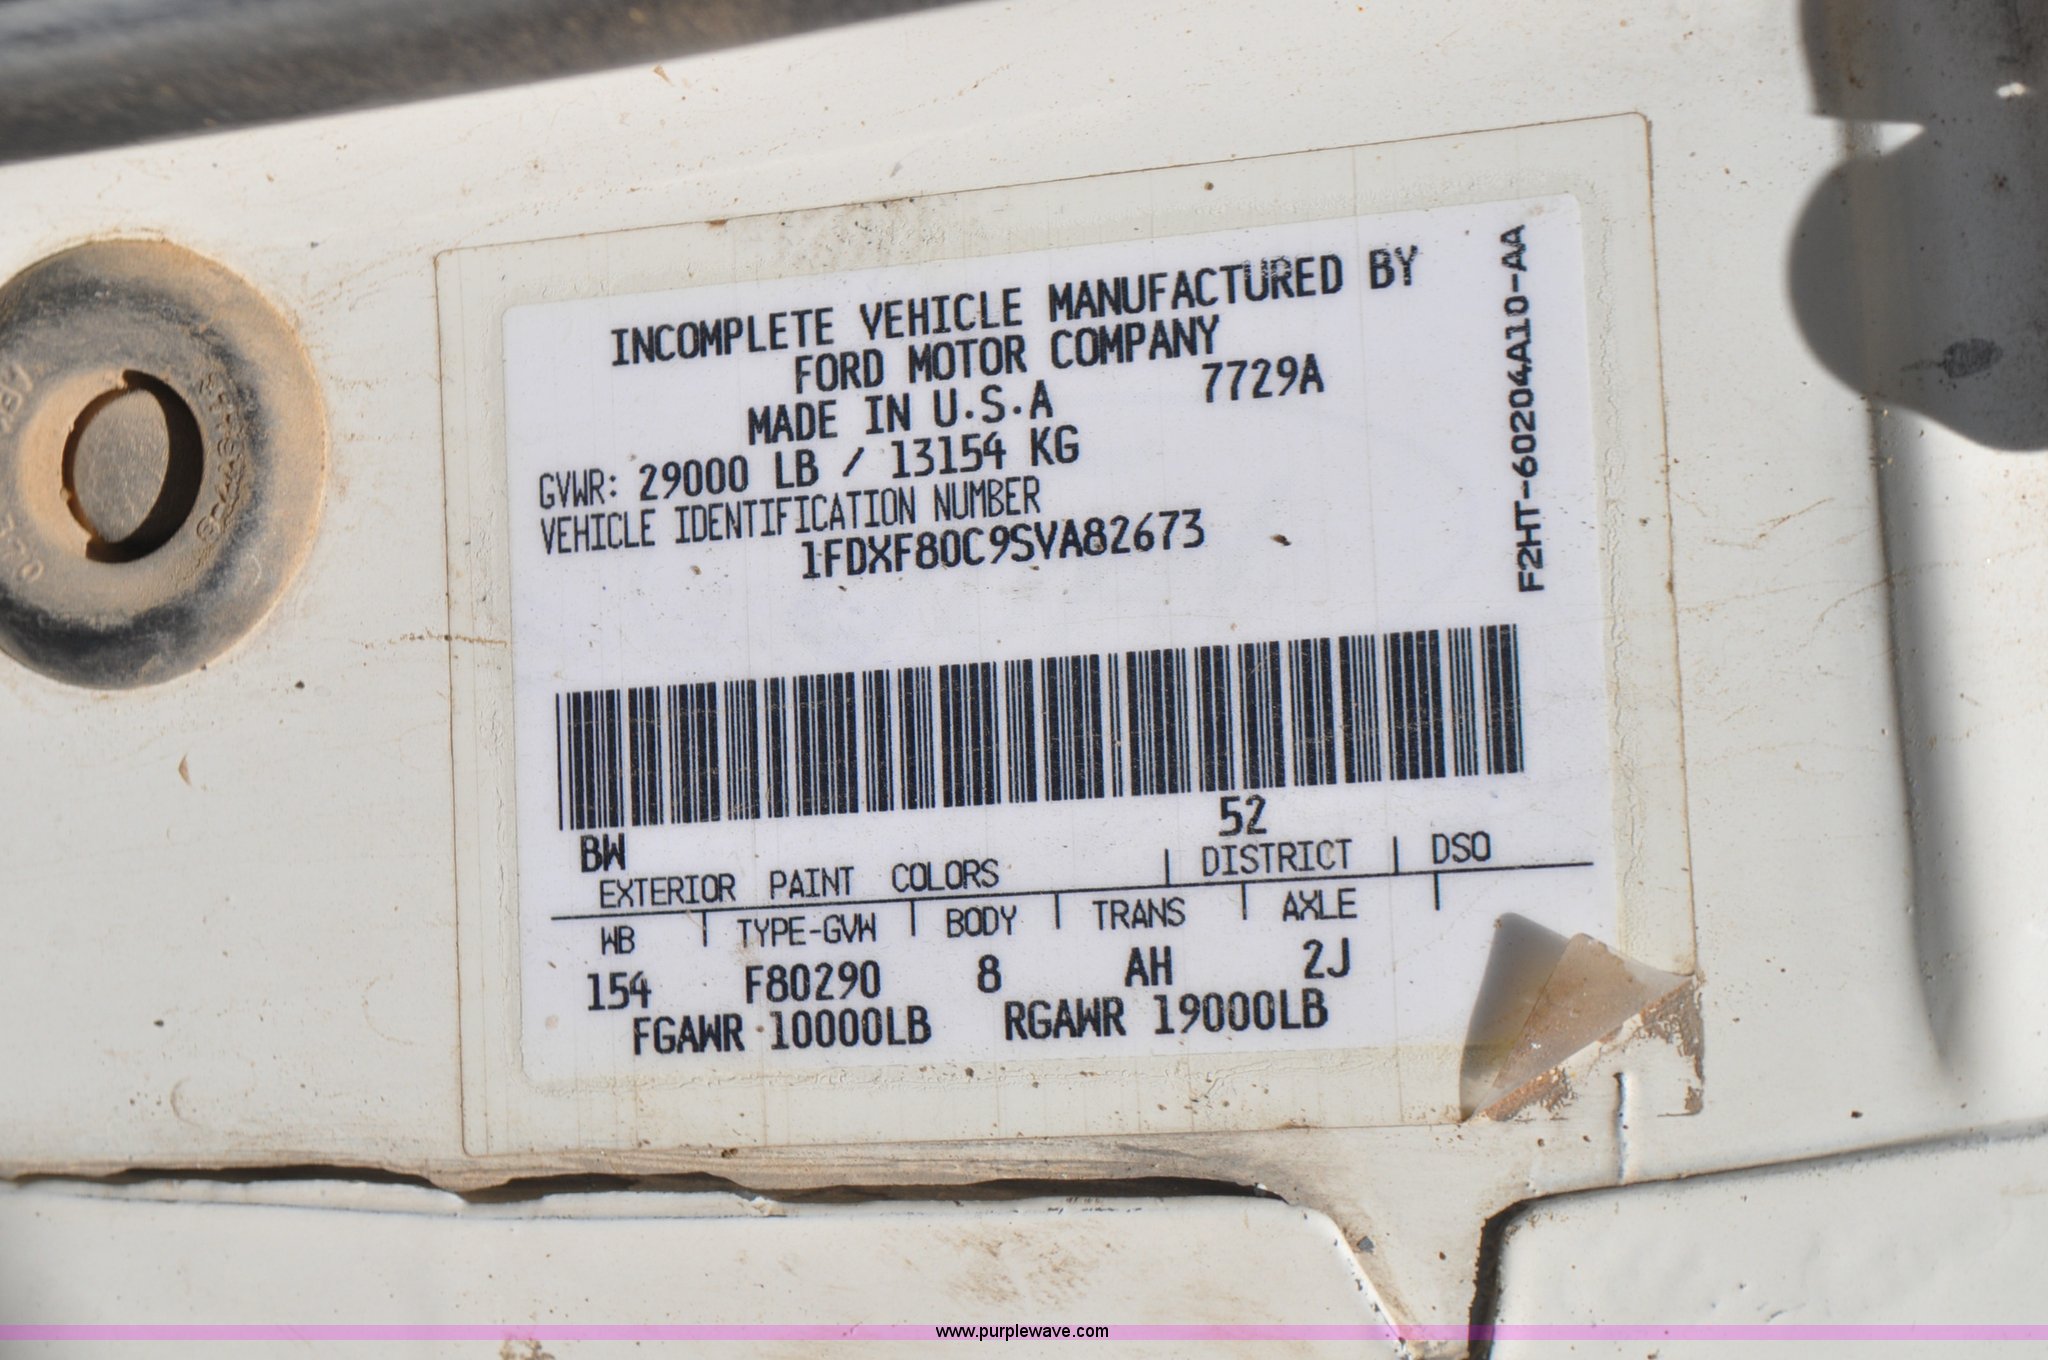 INCOMPLETE VEHICLE MANUFACTURED BY
FORD MOTOR COMPANY
MADE IN U.S.A 7729A
GVWR: 29000 LB / 13154 KG
VEHICLE IDENTIFICATION NUMBER
1FDXF80C9SVA82673
F2HT-60204A10-AA
BW 52
EXTERIOR PAINT COLORS | DISTRICT | DSO
WB | TYPE-GVW | BODY | TRANS | AXLE |
154 F80290 8 AH 2J
FGAWR 10000LB RGAWR 19000LB
www.purplewave.com